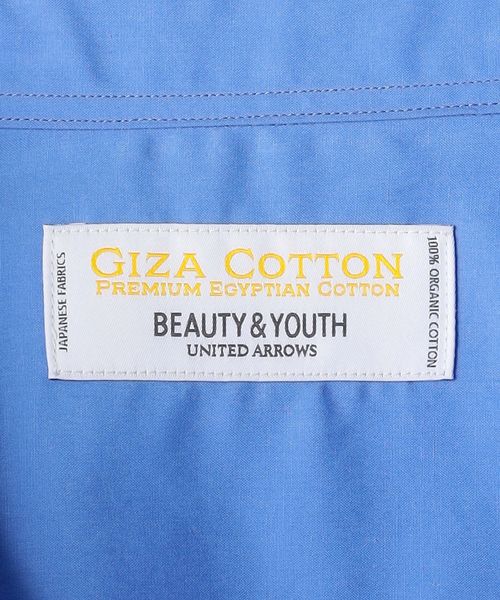 GIZA COTTON
PREMIUM EGYPTIAN COTTON
BEAUTY & YOUTH
UNITED ARROWS
JAPANESE FABRICS
100% ORGANIC COTTON